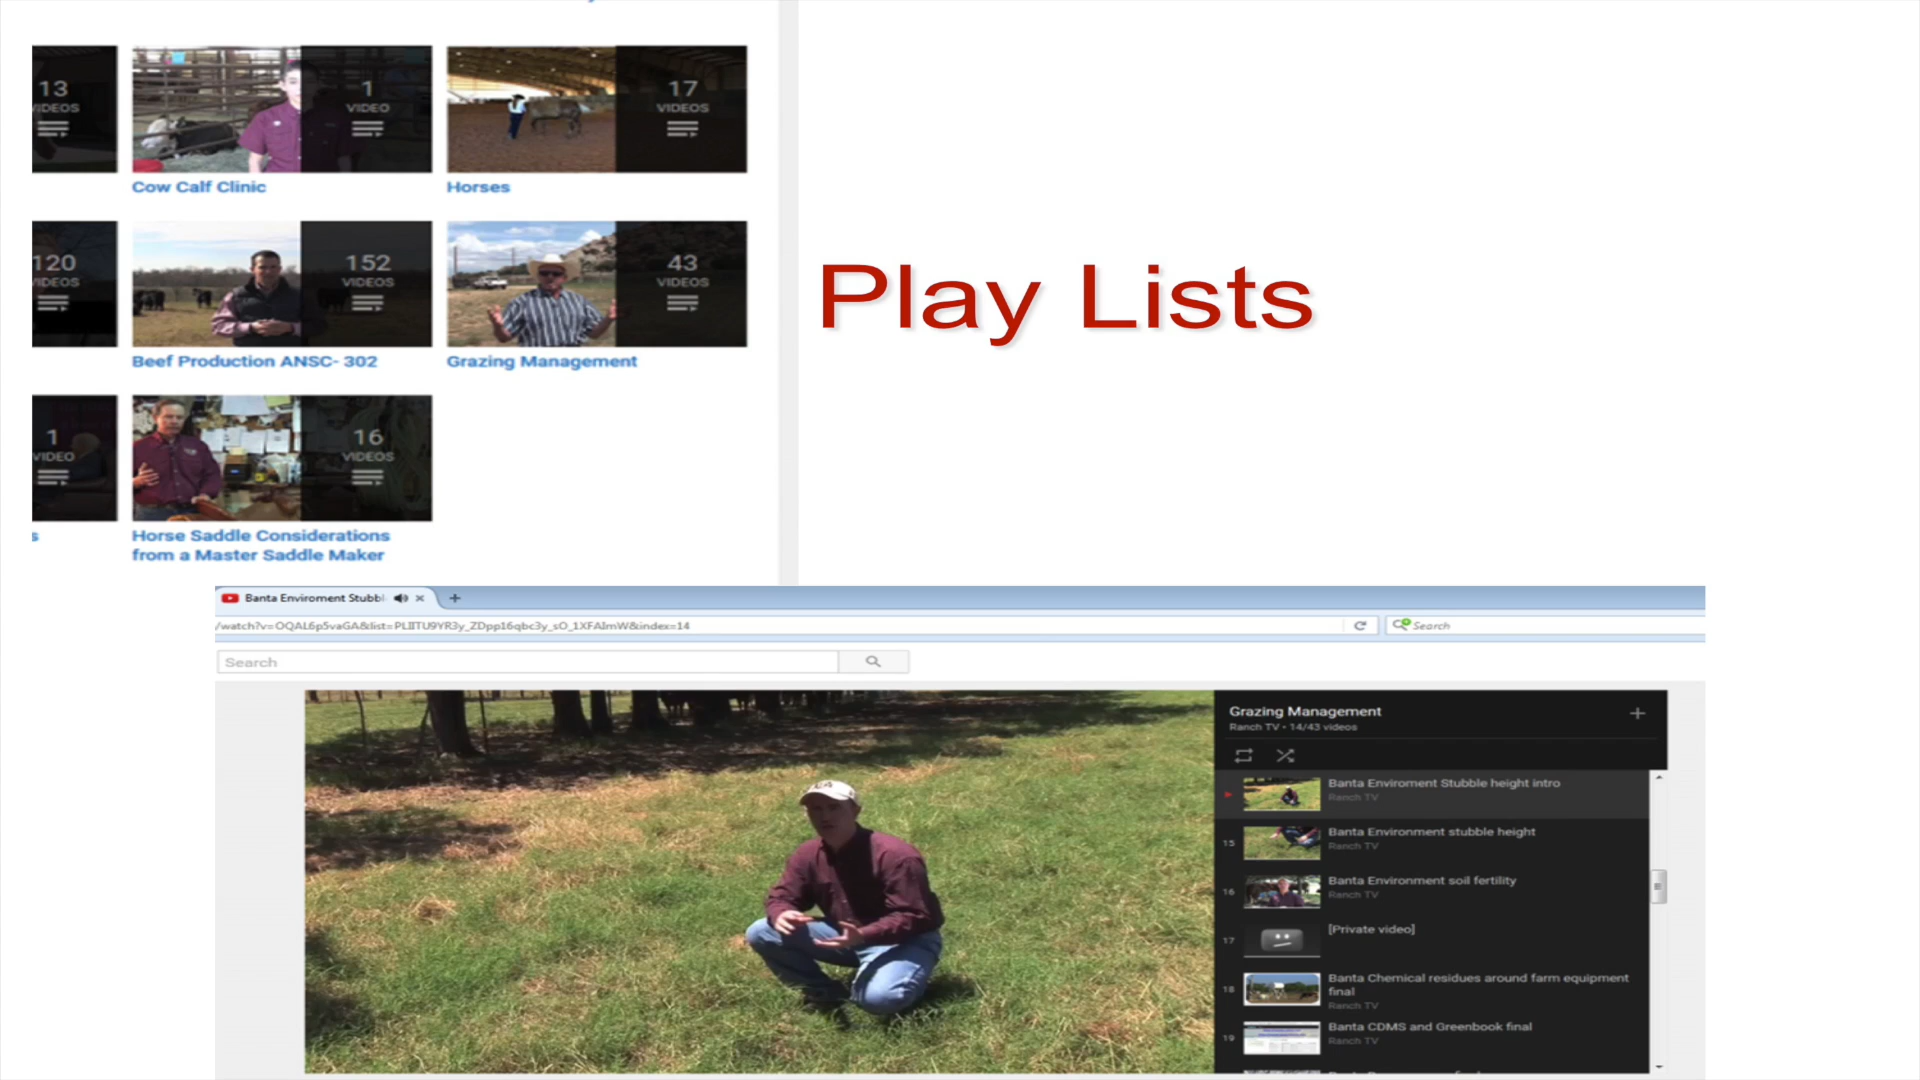 13
VIDEOS
1
VIDEO
17
VIDEOS
Cow Calf Clinic
Horses
120
VIDEOS
152
VIDEOS
43
VIDEOS
Beef Production ANSC- 302
Grazing Management
1
VIDEO
16
VIDEOS
s
Horse Saddle Considerations
from a Master Saddle Maker
Play Lists
Banta Enviroment Stubbl
/watch?v=OQAL6p5vaGA&list=PLIITU9YR3y_ZDpp16qbc3y_sO_1XFAImW&index=14
Search
Search
Grazing Management
Ranch TV • 14/43 videos
Banta Enviroment Stubble height intro
Ranch TV
15
Banta Environment stubble height
Ranch TV
16
Banta Environment soil fertility
Ranch TV
17
[Private video]
18
Banta Chemical residues around farm equipment
final
Ranch TV
19
Banta CDMS and Greenbook final
Ranch TV